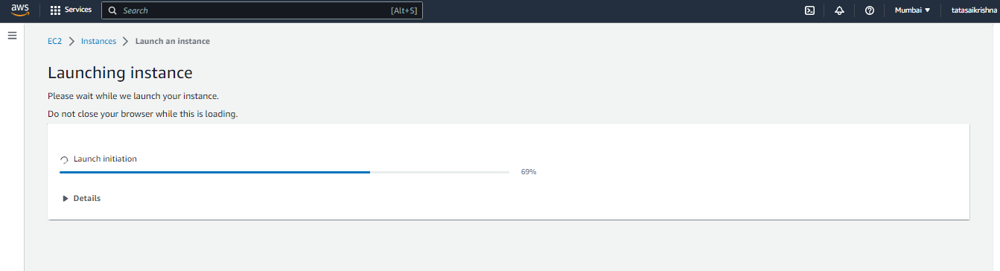 aws Services Search [Alt+S] Mumbai tatasaikrishna
EC2 Instances Launch an instance
Launching instance
Please wait while we launch your instance.
Do not close your browser while this is loading.
Launch initiation
69%
Details